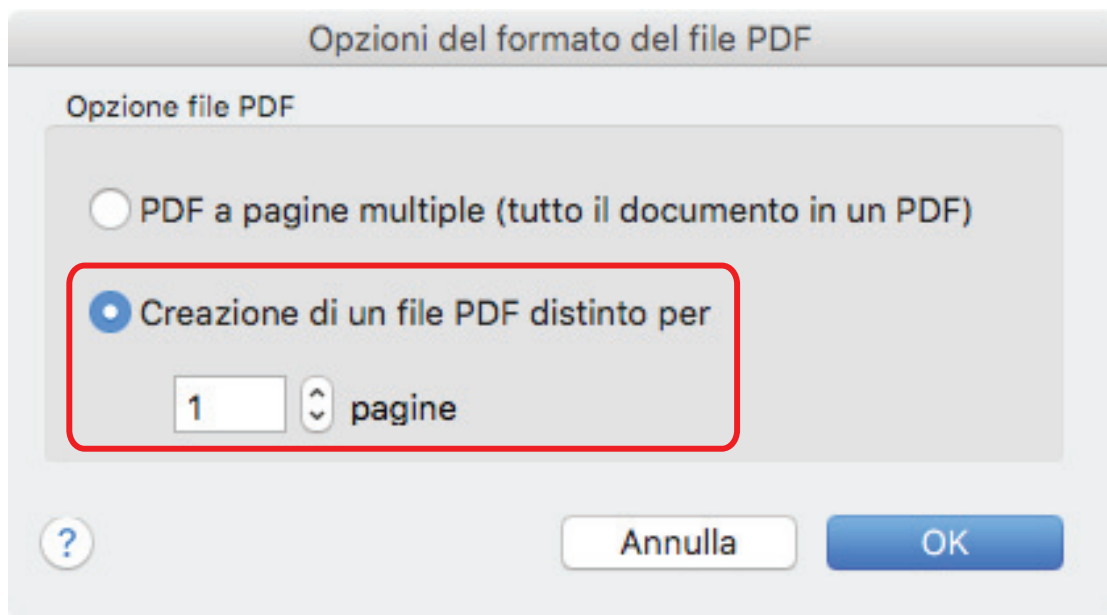 Opzioni del formato del file PDF
Opzione file PDF
PDF a pagine multiple (tutto il documento in un PDF)
Creazione di un file PDF distinto per
1 pagine
? Annulla OK